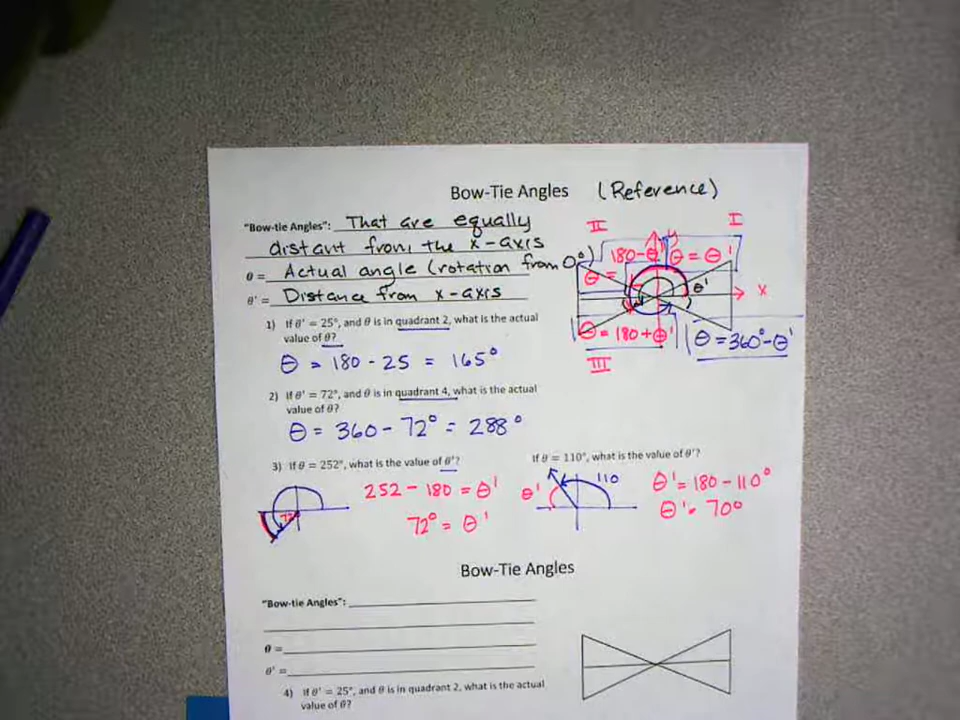 Bow-Tie Angles (Reference)
"Bow-tie Angles": That are equally
distant from the x-axis
θ = Actual angle (rotation from 0°)
θ' = Distance from x-axis
II
I
y
180-θ'
θ =
θ = θ'
θ'
x
θ = 180+θ'
θ = 360°-θ'
III
1) If θ' = 25°, and θ is in quadrant 2, what is the actual
value of θ?
θ = 180 - 25 = 165°
2) If θ' = 72°, and θ is in quadrant 4, what is the actual
value of θ?
θ = 360 - 72° = 288°
3) If θ = 252°, what is the value of θ'?
72°
252 - 180 = θ'
72° = θ'
If θ = 110°, what is the value of θ'?
θ'
110
θ' = 180 - 110°
θ' = 70°
Bow-Tie Angles
"Bow-tie Angles":
θ =
θ' =
4) If θ' = 25°, and θ is in quadrant 2, what is the actual
value of θ?